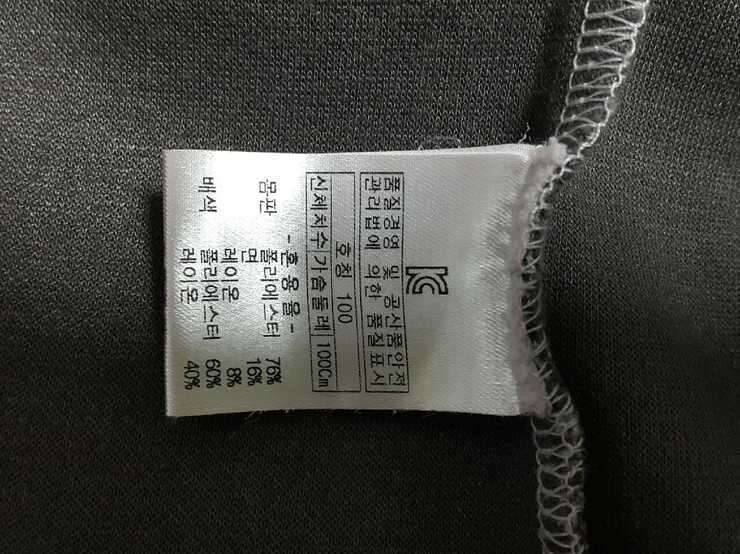 KC
품질경영 및 공산품안전
관리법에 의한 품질표시
호칭 100
신체치수 가슴둘레 100Cm
- 혼 용 율 -
몸판 폴리에스터 76%
면 16%
레이온 8%
배색 폴리에스터 60%
레이온 40%